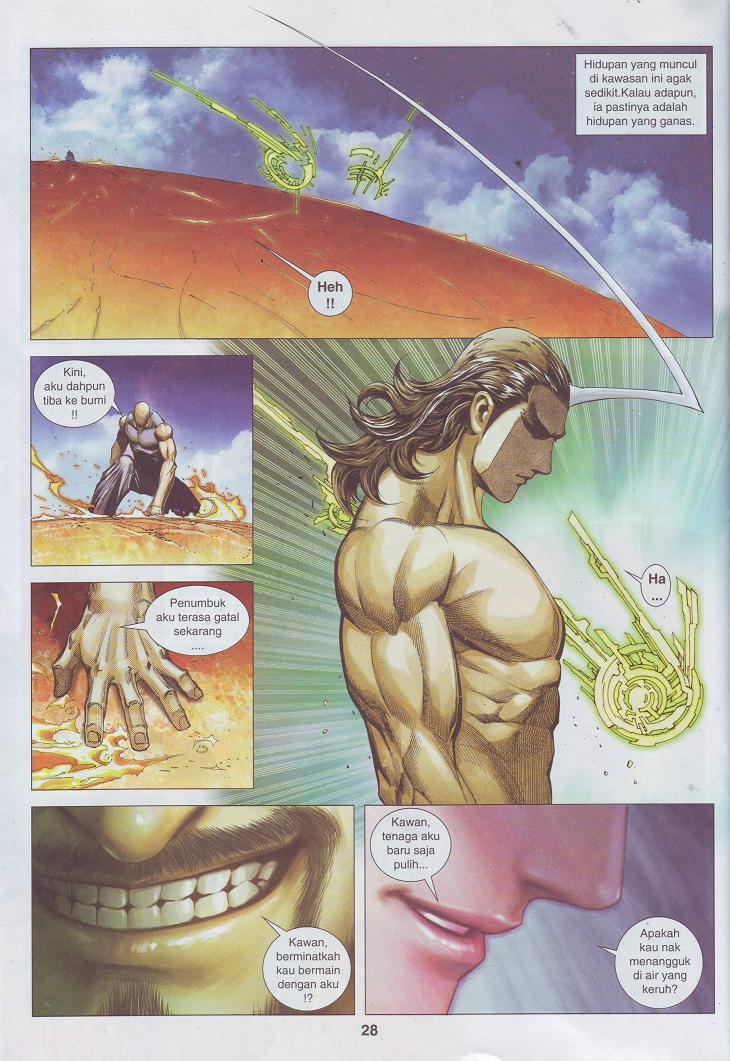 Hidupan yang muncul
di kawasan ini agak
sedikit.Kalau adapun,
ia pastinya adalah
hidupan yang ganas.
Heh
!!
Kini,
aku dahpun
tiba ke bumi
!!
Ha
...
Penumbuk
aku terasa gatal
sekarang
....
Kawan,
berminatkah
kau bermain
dengan aku
!?
Kawan,
tenaga aku
baru saja
pulih...
Apakah
kau nak
menangguk
di air yang
keruh?
28